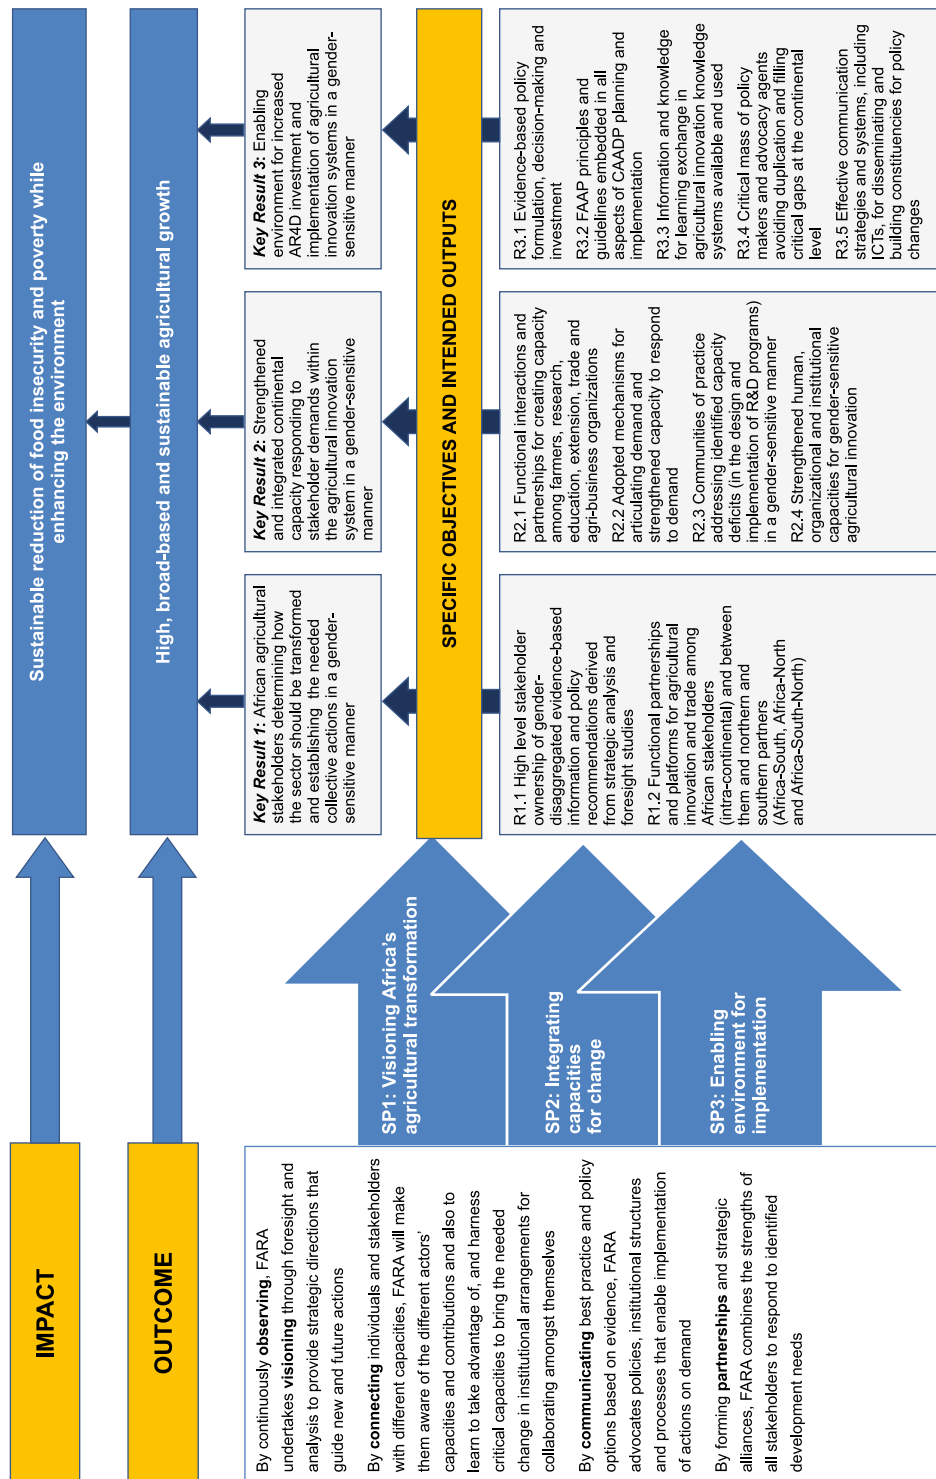 IMPACT
Sustainable reduction of food insecurity and poverty while
enhancing the environment
OUTCOME
High, broad-based and sustainable agricultural growth
By continuously observing, FARA
undertakes visioning through foresight and
analysis to provide strategic directions that
guide new and future actions
By connecting individuals and stakeholders
with different capacities, FARA will make
them aware of the different actors'
capacities and contributions and also to
learn to take advantage of, and harness
critical capacities to bring the needed
change in institutional arrangements for
collaborating amongst themselves
By communicating best practice and policy
options based on evidence, FARA
advocates policies, institutional structures
and processes that enable implementation
of actions on demand
By forming partnerships and strategic
alliances, FARA combines the strengths of
all stakeholders to respond to identified
development needs
SP1: Visioning Africa's
agricultural transformation
SP2: Integrating
capacities
for change
SP3: Enabling
environment for
implementation
Key Result 1: African agricultural
stakeholders determining how
the sector should be transformed
and establishing the needed
collective actions in a gender-
sensitive manner
Key Result 2: Strengthened
and integrated continental
capacity responding to
stakeholder demands within
the agricultural innovation
system in a gender-sensitive
manner
Key Result 3: Enabling
environment for increased
AR4D investment and
implementation of agricultural
innovation systems in a gender-
sensitive manner
SPECIFIC OBJECTIVES AND INTENDED OUTPUTS
R1.1 High level stakeholder
ownership of gender-
disaggregated evidence-based
information and policy
recommendations derived
from strategic analysis and
foresight studies
R1.2 Functional partnerships
and platforms for agricultural
innovation and trade among
African stakeholders
(intra-continental) and between
them and northern and
southern partners
(Africa-South, Africa-North
and Africa-South-North)
R2.1 Functional interactions and
partnerships for creating capacity
among farmers, research,
education, extension, trade and
agri-business organizations
R2.2 Adopted mechanisms for
articulating demand and
strengthened capacity to respond
to demand
R2.3 Communities of practice
addressing identified capacity
deficits (in the design and
implementation of R&D programs)
in a gender-sensitive manner
R2.4 Strengthened human,
organizational and institutional
capacities for gender-sensitive
agricultural innovation
R3.1 Evidence-based policy
formulation, decision-making and
investment
R3.2 FAAP principles and
guidelines embedded in all
aspects of CAADP planning and
implementation
R3.3 Information and knowledge
for learning exchange in
agricultural innovation knowledge
systems available and used
R3.4 Critical mass of policy
makers and advocacy agents
avoiding duplication and filling
critical gaps at the continental
level
R3.5 Effective communication
strategies and systems, including
ICTs, for disseminating and
building constituencies for policy
changes